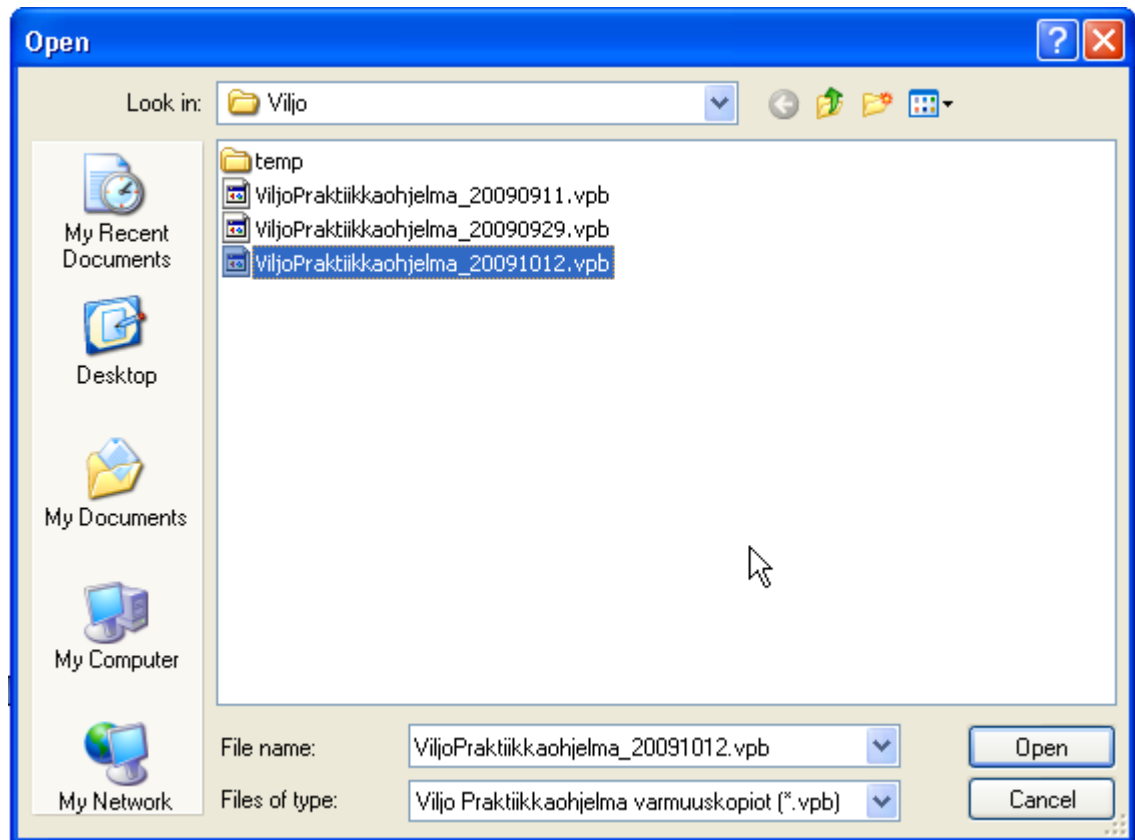 Open
Look in:
Viljo
temp
ViljoPraktiikkaohjelma_20090911.vpb
ViljoPraktiikkaohjelma_20090929.vpb
ViljoPraktiikkaohjelma_20091012.vpb
My Recent
Documents
Desktop
My Documents
My Computer
My Network
File name:
ViljoPraktiikkaohjelma_20091012.vpb
Open
Files of type:
Viljo Praktiikkaohjelma varmuuskopiot (*.vpb)
Cancel